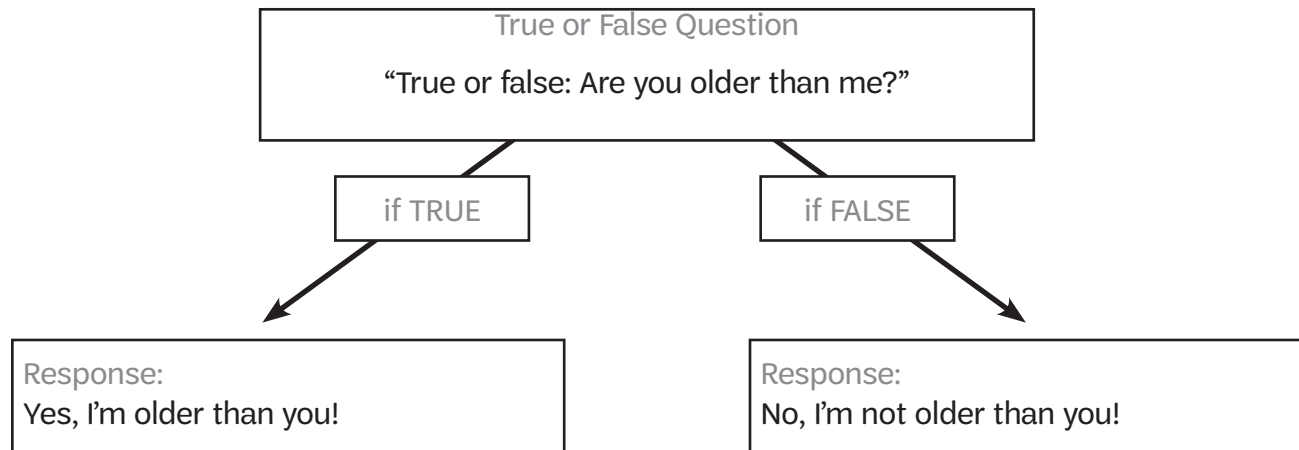 True or False Question
“True or false: Are you older than me?”
if TRUE
if FALSE
Response:
Yes, I’m older than you!
Response:
No, I’m not older than you!